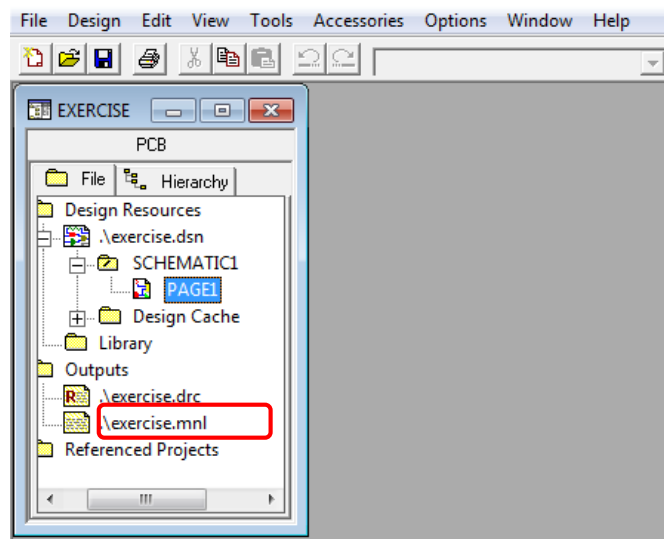 File Design Edit View Tools Accessories Options Window Help
EXERCISE
PCB
File Hierarchy
Design Resources
.\exercise.dsn
SCHEMATIC1
PAGE1
Design Cache
Library
Outputs
.\exercise.drc
.\exercise.mnl
Referenced Projects